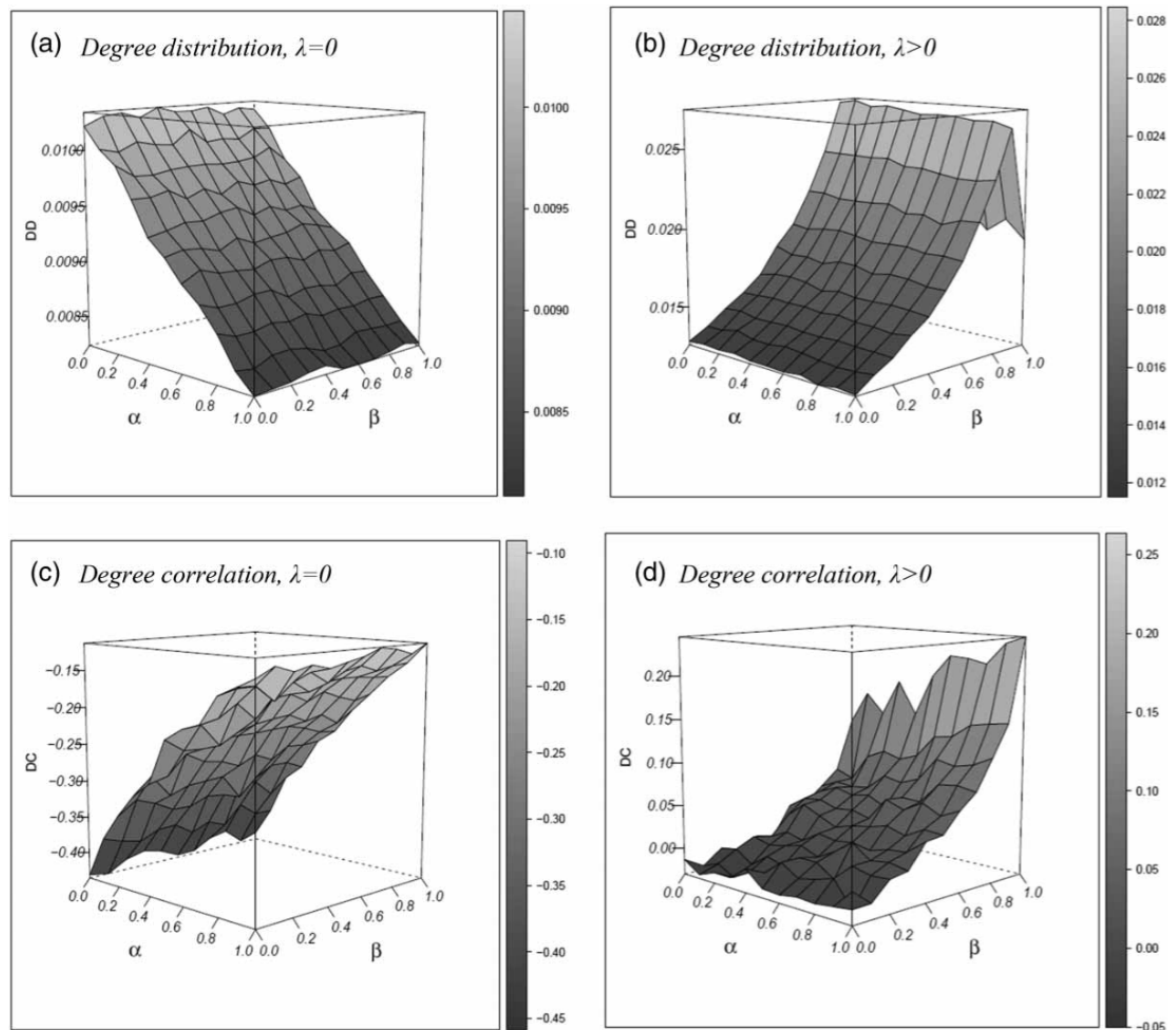 (a) Degree distribution, λ=0
0.0100
0.0095
0.0090
0.0085
DD
0.0 0.2 0.4 0.6 0.8 1.0
α
0.0 0.2 0.4 0.6 0.8 1.0
β
0.0100
0.0095
0.0090
0.0085
(b) Degree distribution, λ>0
0.025
0.020
0.015
DD
0.0 0.2 0.4 0.6 0.8 1.0
α
0.0 0.2 0.4 0.6 0.8 1.0
β
0.028
0.026
0.024
0.022
0.020
0.018
0.016
0.014
0.012
(c) Degree correlation, λ=0
−0.15
−0.20
−0.25
−0.30
−0.35
−0.40
DC
0.0 0.2 0.4 0.6 0.8 1.0
α
0.0 0.2 0.4 0.6 0.8 1.0
β
−0.10
−0.15
−0.20
−0.25
−0.30
−0.35
−0.40
−0.45
(d) Degree correlation, λ>0
0.20
0.15
0.10
0.05
0.00
DC
0.0 0.2 0.4 0.6 0.8 1.0
α
0.0 0.2 0.4 0.6 0.8 1.0
β
0.25
0.20
0.15
0.10
0.05
0.00
−0.05